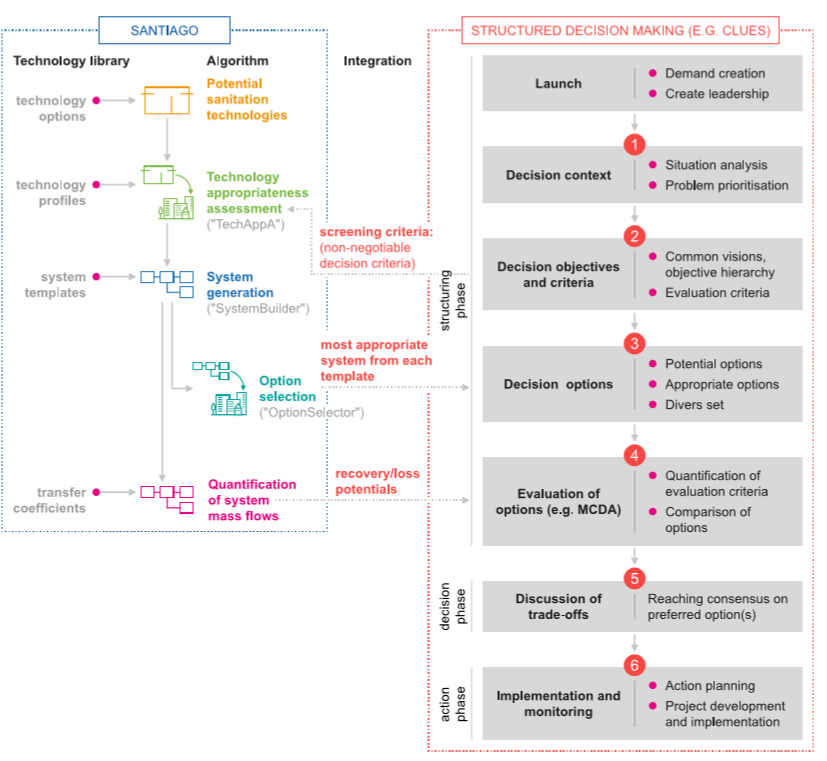 SANTIAGO
STRUCTURED DECISION MAKING (E.G. CLUES)
Technology library
Algorithm
Integration
technology
options
Potential
sanitation
technologies
technology
profiles
Technology
appropriateness
assessment
("TechAppA")
system
templates
System
generation
("SystemBuilder")
Option
selection
("OptionSelector")
transfer
coefficients
Quantification
of system
mass flows
screening criteria:
(non-negotiable
decision criteria)
most appropriate
system from each
template
recovery/loss
potentials
structuring
phase
Launch
Demand creation
Create leadership
1
Decision context
Situation analysis
Problem prioritisation
2
Decision objectives
and criteria
Common visions,
objective hierarchy
Evaluation criteria
3
Decision options
Potential options
Appropriate options
Divers set
4
Evaluation of
options (e.g. MCDA)
Quantification of
evaluation criteria
Comparison of
options
decision
phase
5
Discussion of
trade-offs
Reaching consensus on
preferred option(s)
action
phase
6
Implementation and
monitoring
Action planning
Project development
and implementation